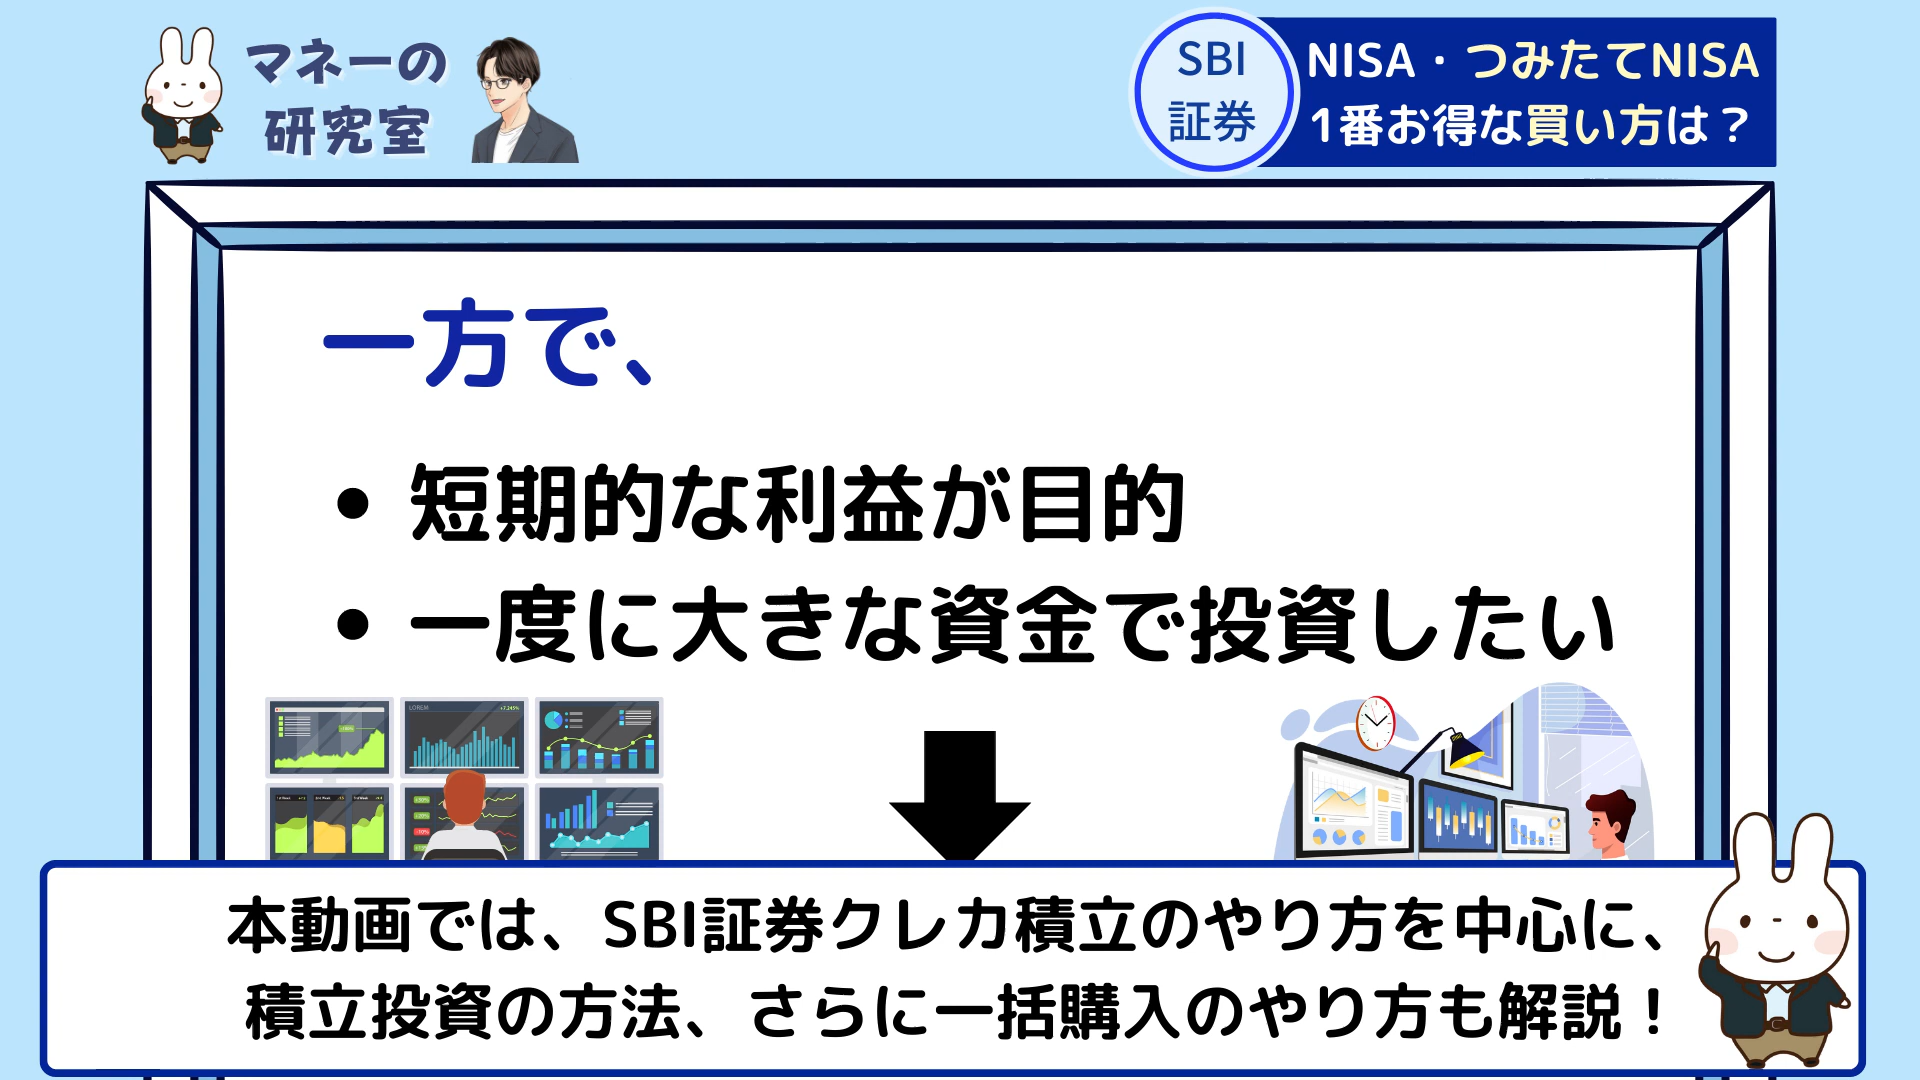 マネーの
研究室
SBI
証券
NISA・つみたてNISA
1番お得な買い方は？
一方で、
• 短期的な利益が目的
• 一度に大きな資金で投資したい
LOREM
+7.245%
本動画では、SBI証券クレカ積立のやり方を中心に、
積立投資の方法、さらに一括購入のやり方も解説！